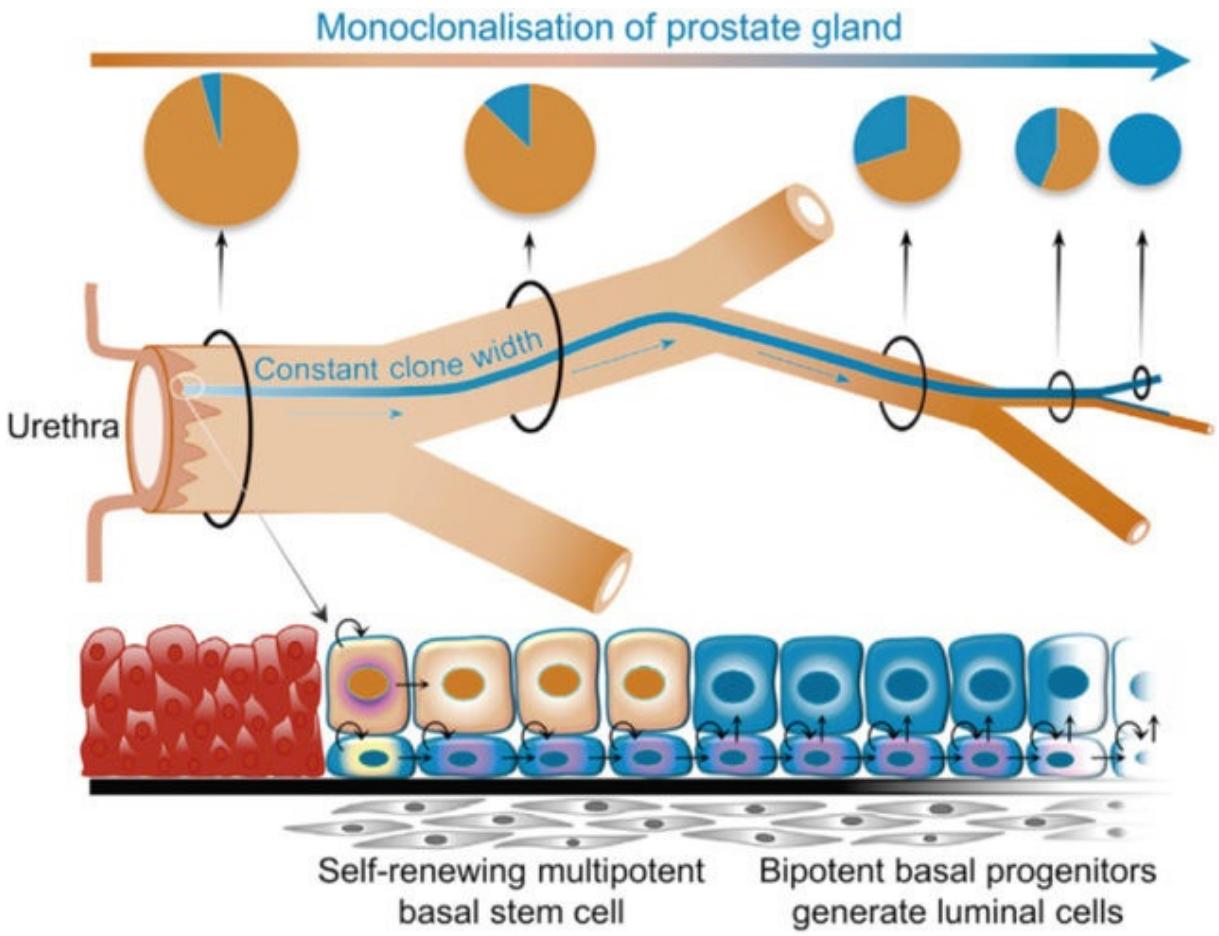 Monoclonalisation of prostate gland
Constant clone width
Urethra
Self-renewing multipotent
basal stem cell
Bipotent basal progenitors
generate luminal cells